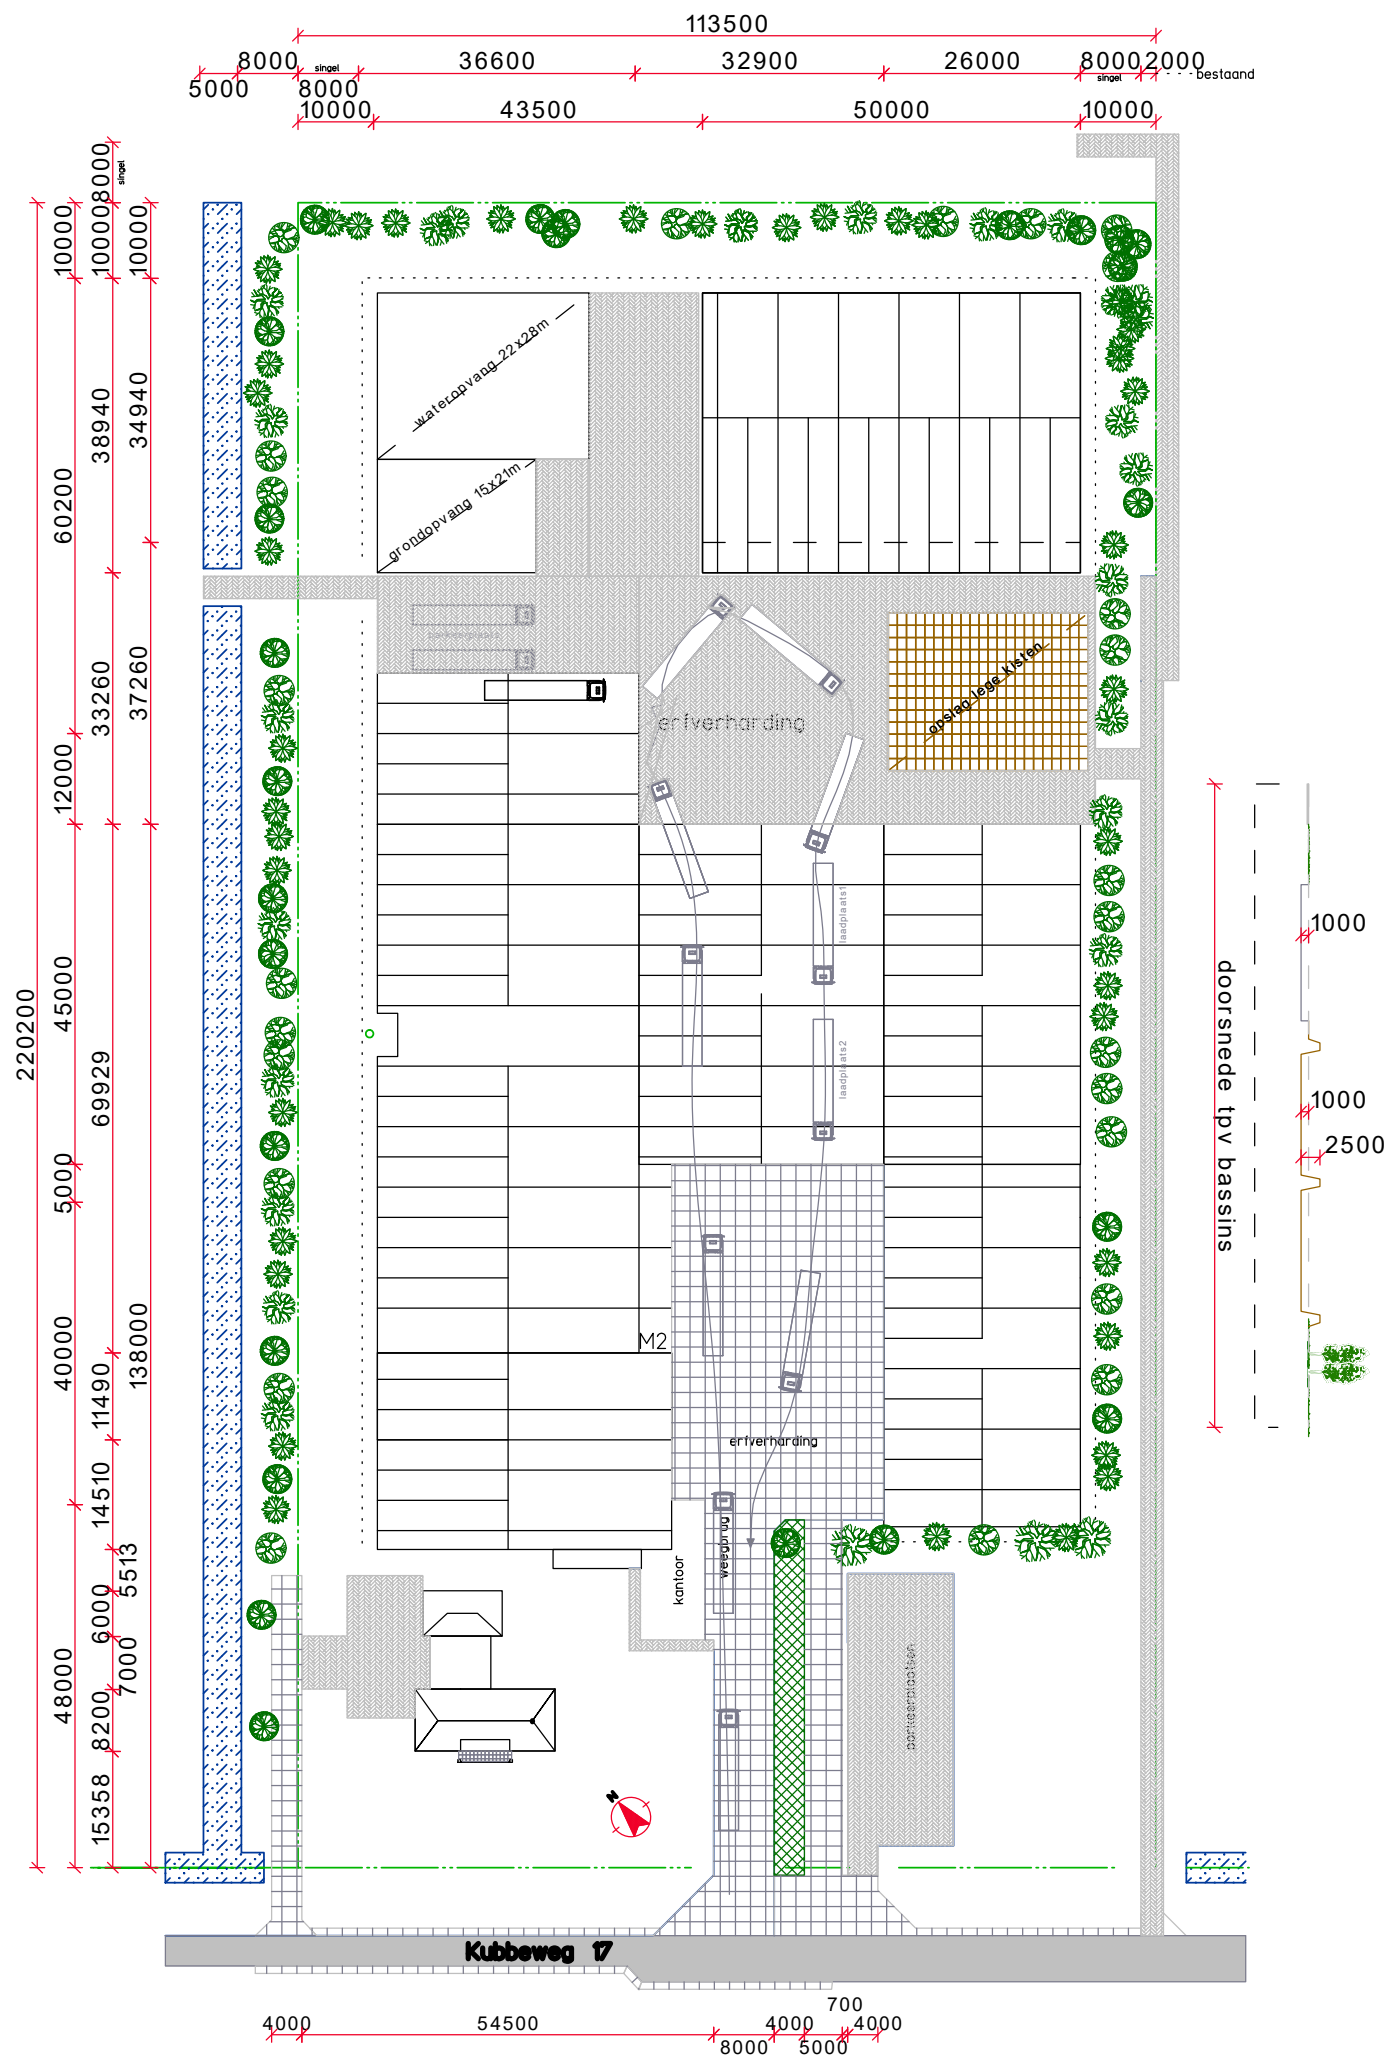 113500
8000
singel
36600
32900
26000
8000
singel
2000
bestaand
5000
8000
10000
43500
50000
10000
8000
singel
10000
10000
10000
38940
34940
60200
33260
37260
12000
220200
45000
69929
5000
40000
138000
11490
14510
5513
6000
7000
48000
8200
15358
wateropvang 22x28m
grondopvang 15x21m
parkeerplaats
erfverharding
opslag lege kisten
laadplaats1
laadplaats2
M2
erfverharding
weegbrug
kantoor
parkeerplaatsen
N
doorsnede tpv bassins
1000
1000
2500
Kubbeweg 17
700
4000
54500
4000
4000
8000
5000